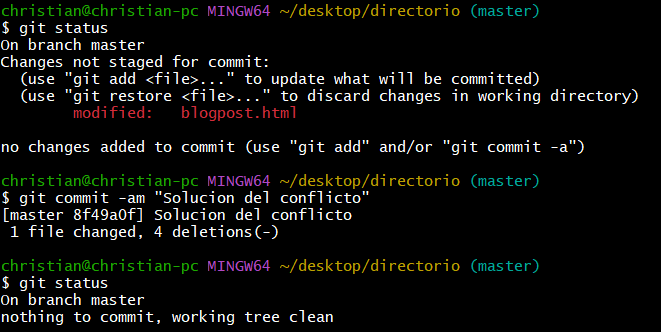 christian@christian-pc MINGW64 ~/desktop/directorio (master)
$ git status
On branch master
Changes not staged for commit:
  (use "git add <file>..." to update what will be committed)
  (use "git restore <file>..." to discard changes in working directory)
        modified:   blogpost.html

no changes added to commit (use "git add" and/or "git commit -a")

christian@christian-pc MINGW64 ~/desktop/directorio (master)
$ git commit -am "Solucion del conflicto"
[master 8f49a0f] Solucion del conflicto
 1 file changed, 4 deletions(-)

christian@christian-pc MINGW64 ~/desktop/directorio (master)
$ git status
On branch master
nothing to commit, working tree clean